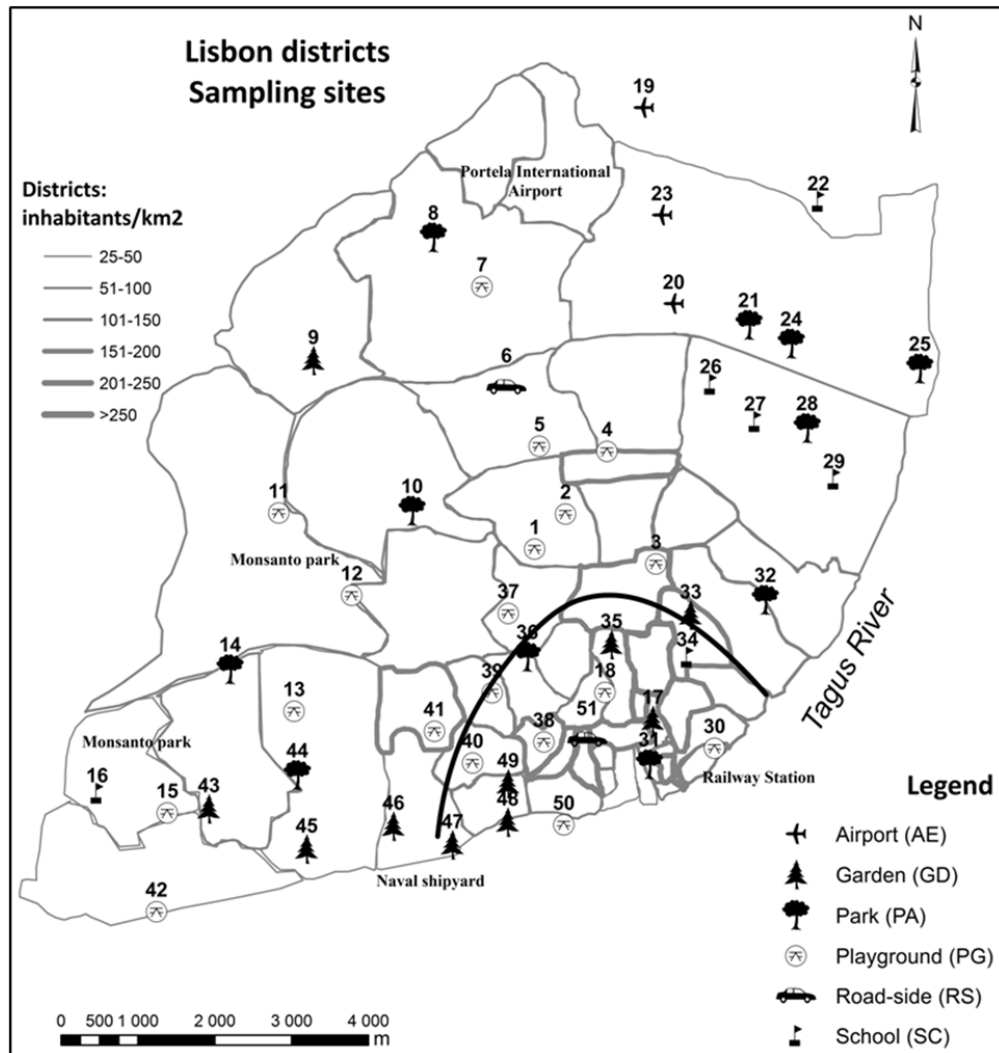 Lisbon districts
Sampling sites
N
19
Portela International
Airport
Districts:
inhabitants/km2
22
23
8
25-50
7
51-100
20
101-150
21
24
151-200
9
6
25
201-250
26
>250
27
28
5
4
29
10
11
2
1
3
Monsanto park
12
32
37
33
35
36
34
14
39
18
Tagus River
13
41
51
17
38
30
Monsanto park
44
40
31
49
Railway Station
16
15
43
46
48
50
Legend
45
47
Airport (AE)
Naval shipyard
Garden (GD)
42
Park (PA)
Playground (PG)
Road-side (RS)
0 500 1 000 2 000 3 000 4 000
m
School (SC)